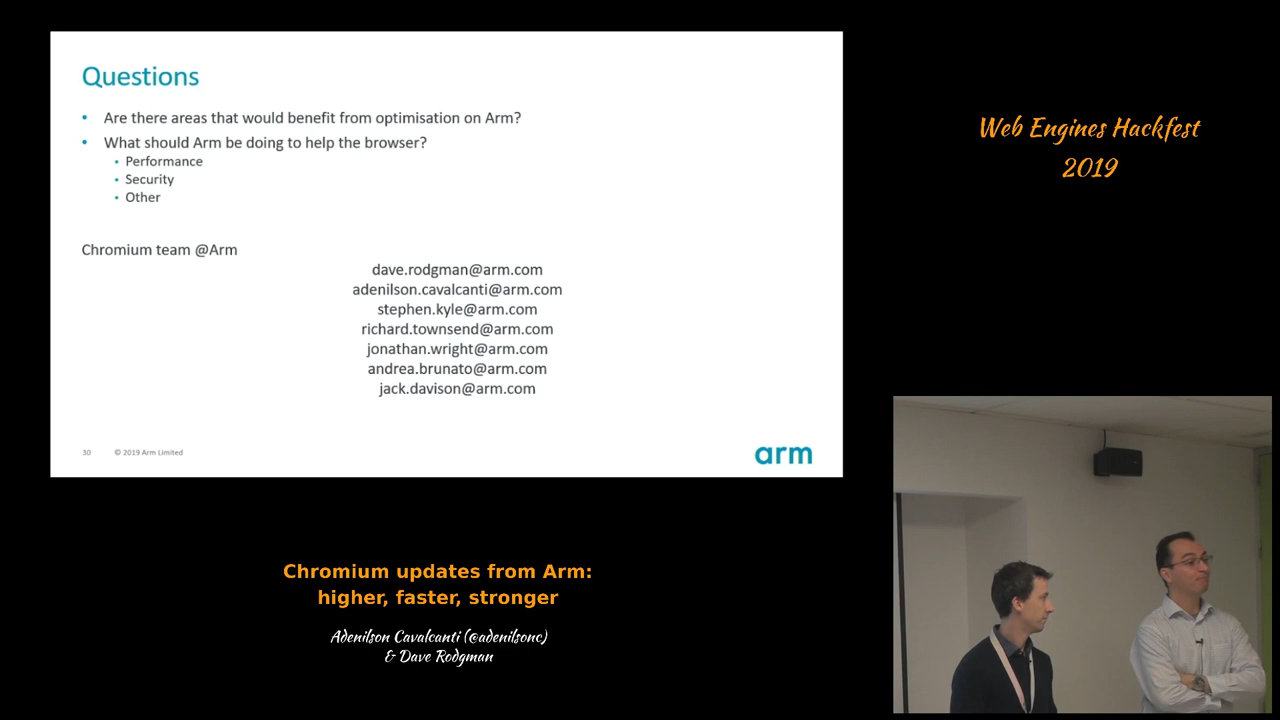 Questions
• Are there areas that would benefit from optimisation on Arm?
• What should Arm be doing to help the browser?
• Performance
• Security
• Other
Chromium team @Arm
dave.rodgman@arm.com
adenilson.cavalcanti@arm.com
stephen.kyle@arm.com
richard.townsend@arm.com
jonathan.wright@arm.com
andrea.brunato@arm.com
jack.davison@arm.com
30 © 2019 Arm Limited
arm
Web Engines Hackfest
2019
Chromium updates from Arm:
higher, faster, stronger
Adenilson Cavalcanti (@adenilsonc)
& Dave Rodgman